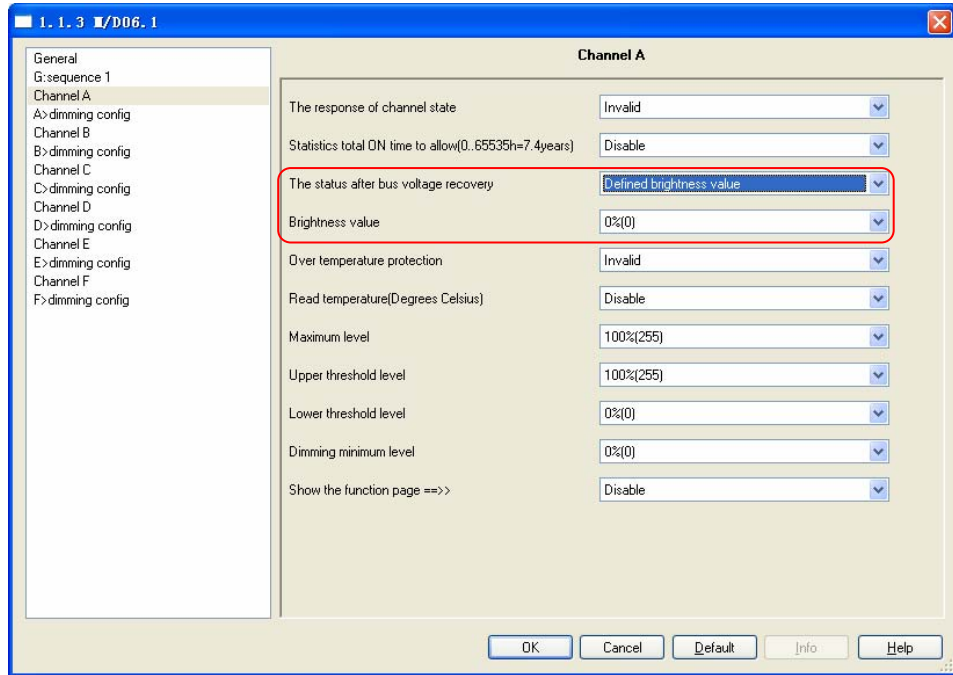 1.1.3 M/D06.1
General
G:sequence 1
Channel A
A>dimming config
Channel B
B>dimming config
Channel C
C>dimming config
Channel D
D>dimming config
Channel E
E>dimming config
Channel F
F>dimming config
Channel A
The response of channel state Invalid
Statistics total ON time to allow(0..65535h=7.4years) Disable
The status after bus voltage recovery Defined brightness value
Brightness value 0%(0)
Over temperature protection Invalid
Read temperature(Degrees Celsius) Disable
Maximum level 100%(255)
Upper threshold level 100%(255)
Lower threshold level 0%(0)
Dimming minimum level 0%(0)
Show the function page ==>> Disable
OK Cancel Default Info Help